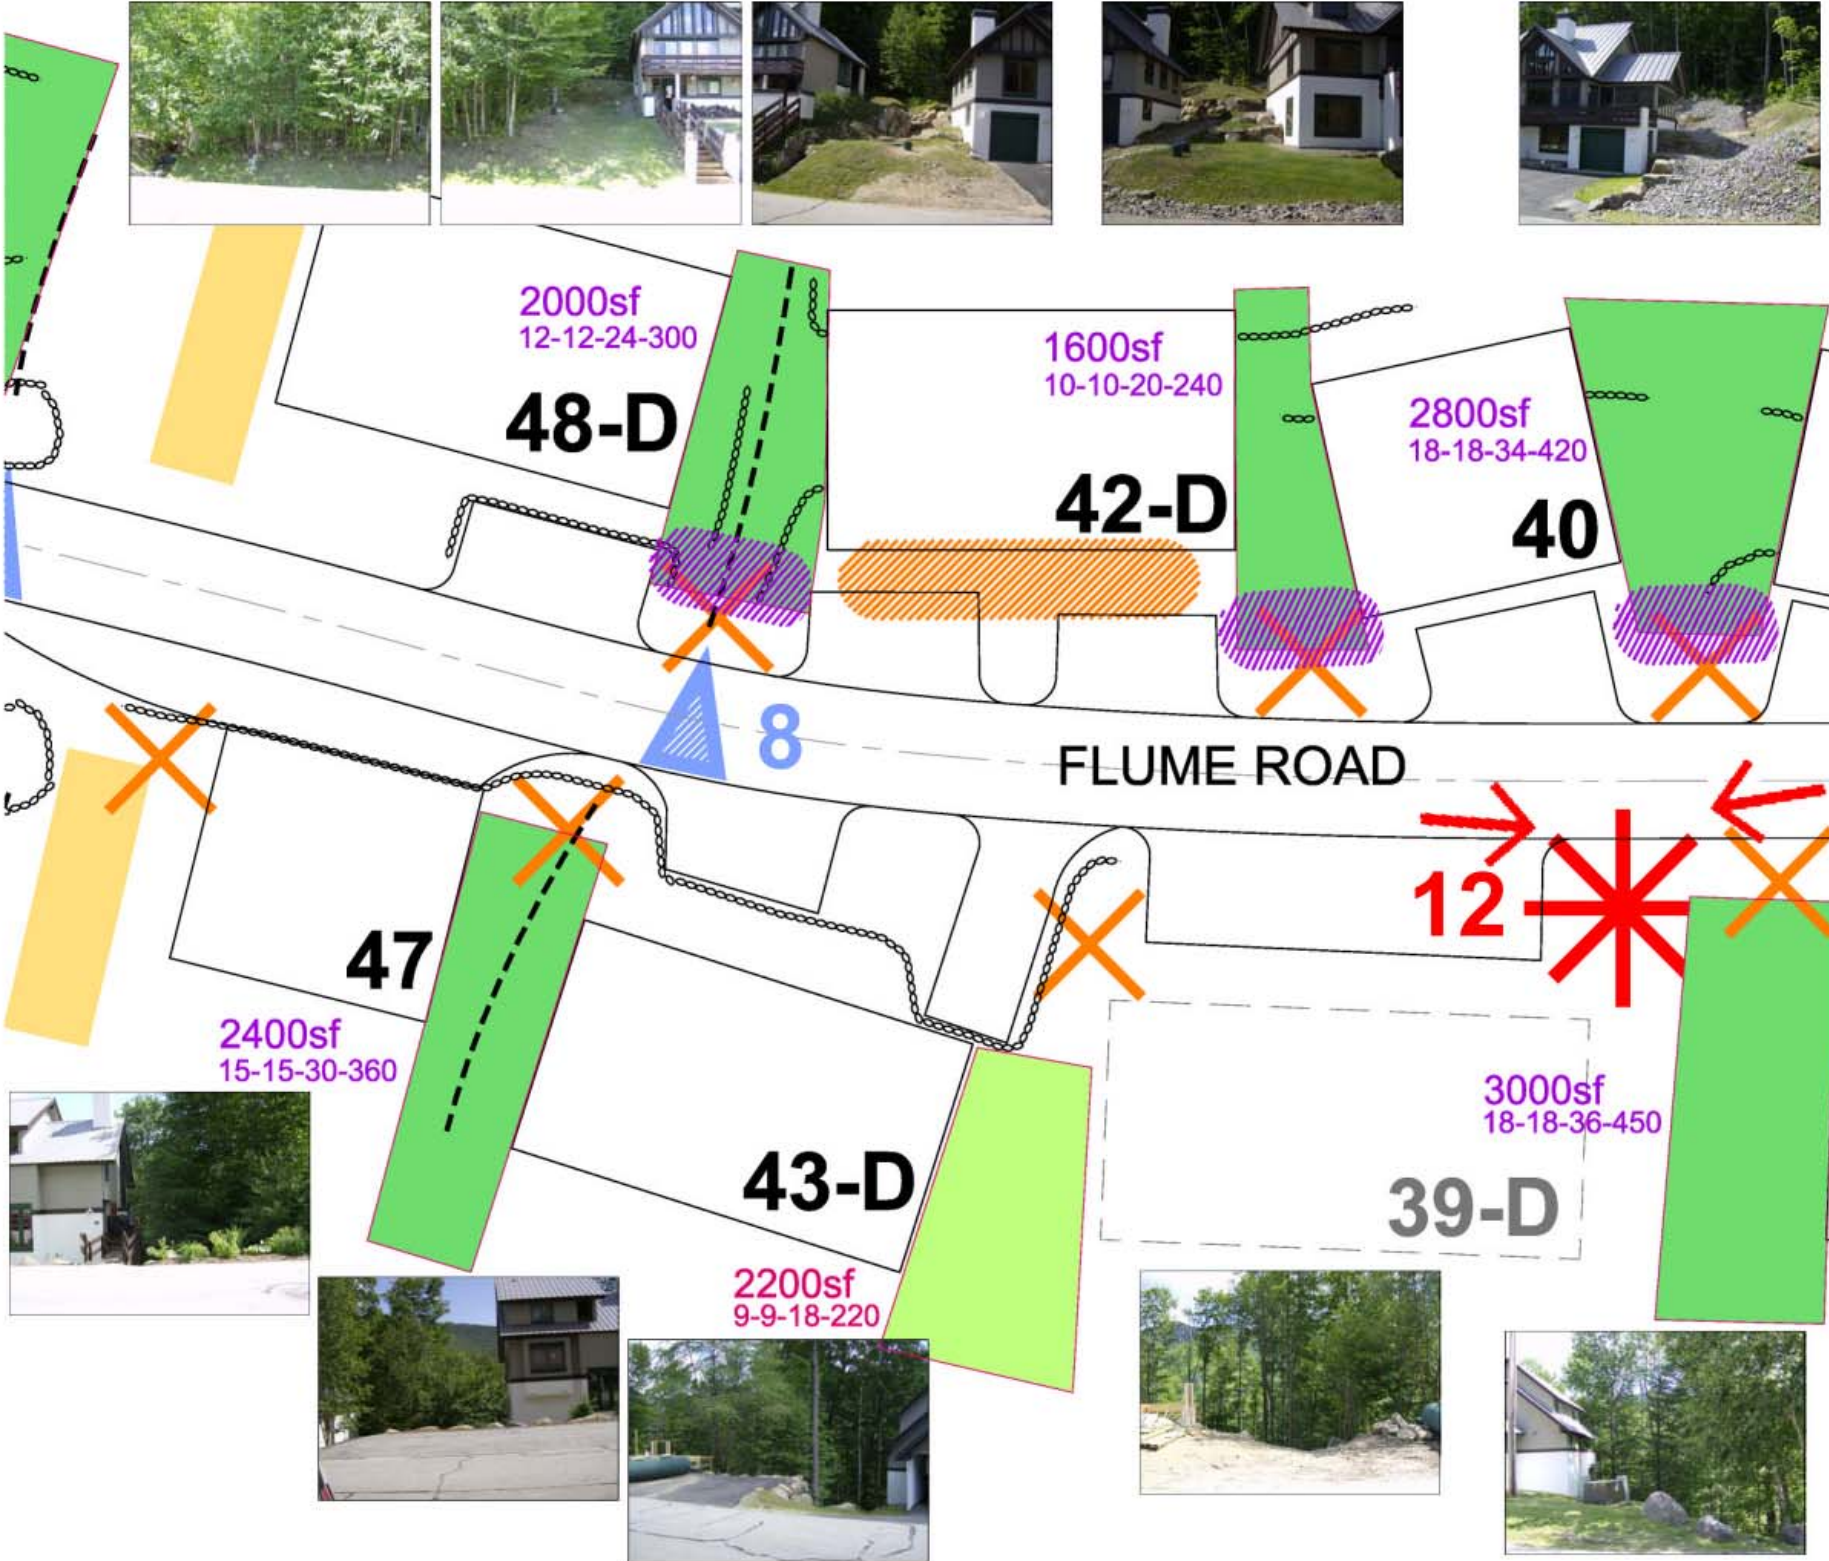 2000sf
12-12-24-300
48-D
1600sf
10-10-20-240
42-D
2800sf
18-18-34-420
40
8
FLUME ROAD
12
47
2400sf
15-15-30-360
43-D
2200sf
9-9-18-220
3000sf
18-18-36-450
39-D